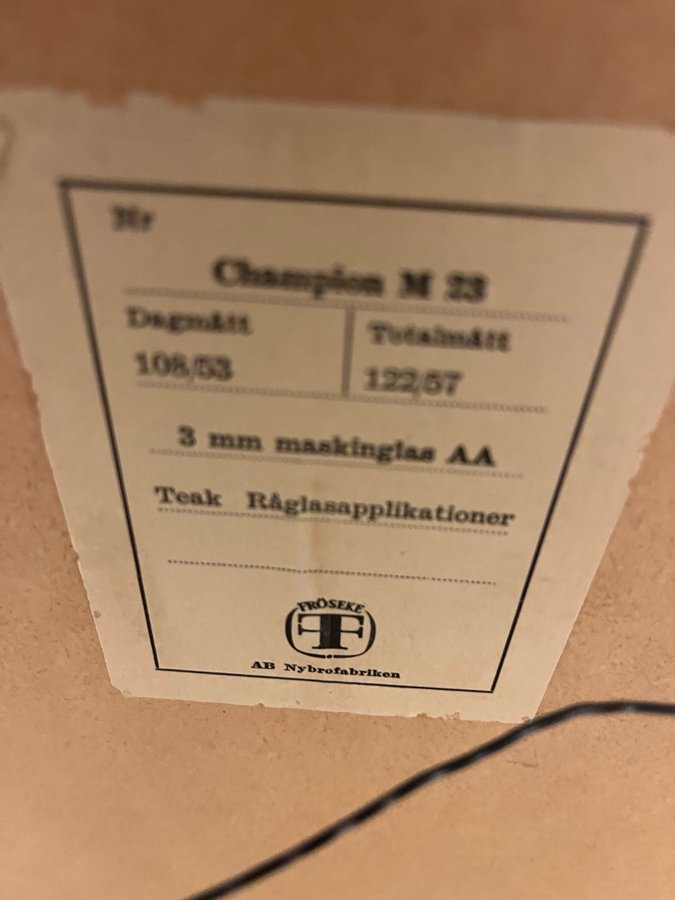 Nr
Champion M 23
Dagmått Totalmått
108/53 122/57
3 mm maskinglas AA
Teak Råglasapplikationer
FRÖSEKE
F
AB Nybrofabriken